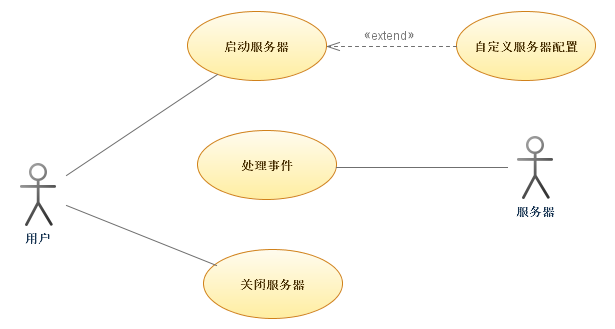 启动服务器
«extend»
自定义服务器配置
处理事件
用户
服务器
关闭服务器